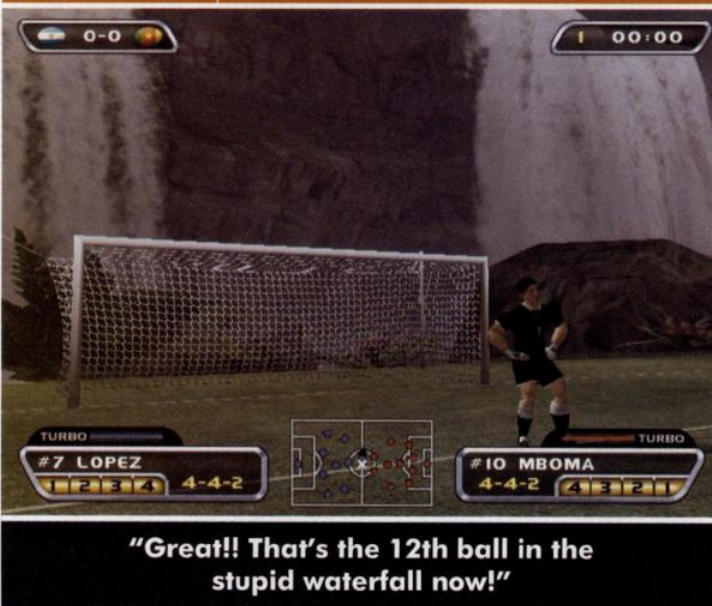 0-0
1 00:00
TURBO
TURBO
#7 LOPEZ
1 2 3 4 4-4-2
x
#10 MBOMA
4-4-2 4 3 2 1
"Great!! That's the 12th ball in the
stupid waterfall now!"